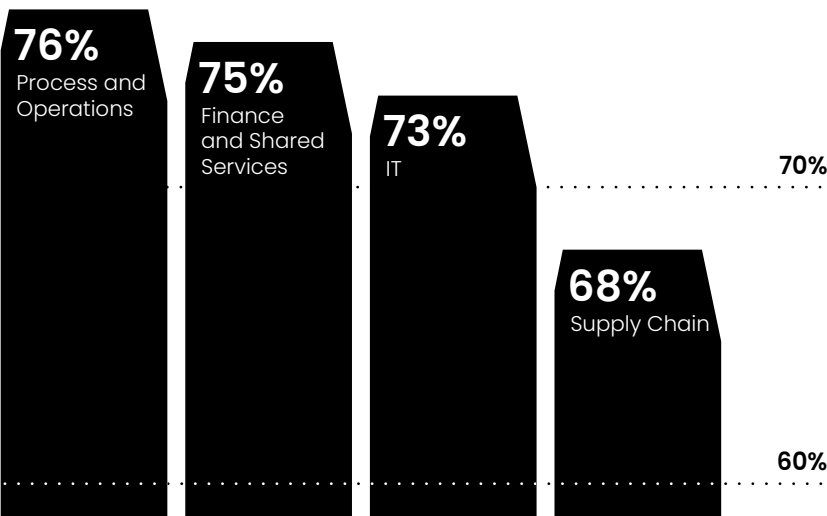 76%
Process and
Operations
75%
Finance
and Shared
Services
73%
IT
68%
Supply Chain
70%
60%